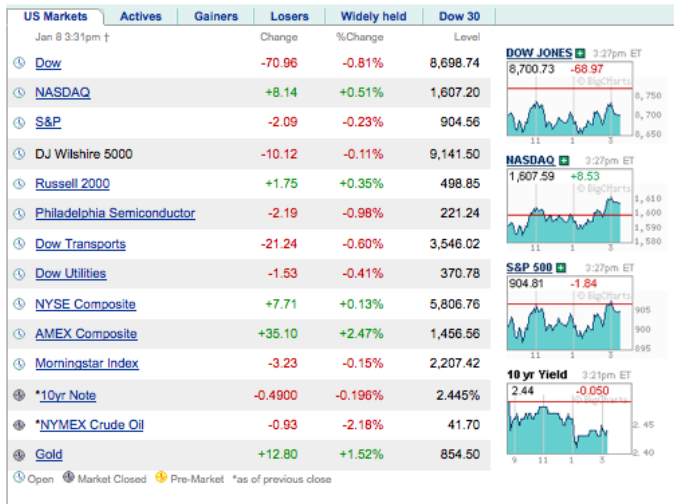 US Markets Actives Gainers Losers Widely held Dow 30
Jan 8 3:31pm † Change %Change Level
Dow -70.96 -0.81% 8,698.74
NASDAQ +8.14 +0.51% 1,607.20
S&P -2.09 -0.23% 904.56
DJ Wilshire 5000 -10.12 -0.11% 9,141.50
Russell 2000 +1.75 +0.35% 498.85
Philadelphia Semiconductor -2.19 -0.98% 221.24
Dow Transports -21.24 -0.60% 3,546.02
Dow Utilities -1.53 -0.41% 370.78
NYSE Composite +7.71 +0.13% 5,806.76
AMEX Composite +35.10 +2.47% 1,456.56
Morningstar Index -3.23 -0.15% 2,207.42
*10yr Note -0.4900 -0.196% 2.445%
*NYMEX Crude Oil -0.93 -2.18% 41.70
Gold +12.80 +1.52% 854.50
Open Market Closed Pre-Market *as of previous close
DOW JONES 3:27pm ET
8,700.73 -68.97
© BigCharts
8,750
8,700
8,650
11 1 3
NASDAQ 3:27pm ET
1,607.59 +8.53
© BigCharts
1,610
1,600
1,590
1,580
11 1 3
S&P 500 3:27pm ET
904.81 -1.84
© BigCharts
905
900
895
11 1 3
10 yr Yield 3:21pm ET
2.44 -0.050
© BigCharts
2.45
2.40
9 11 1 3